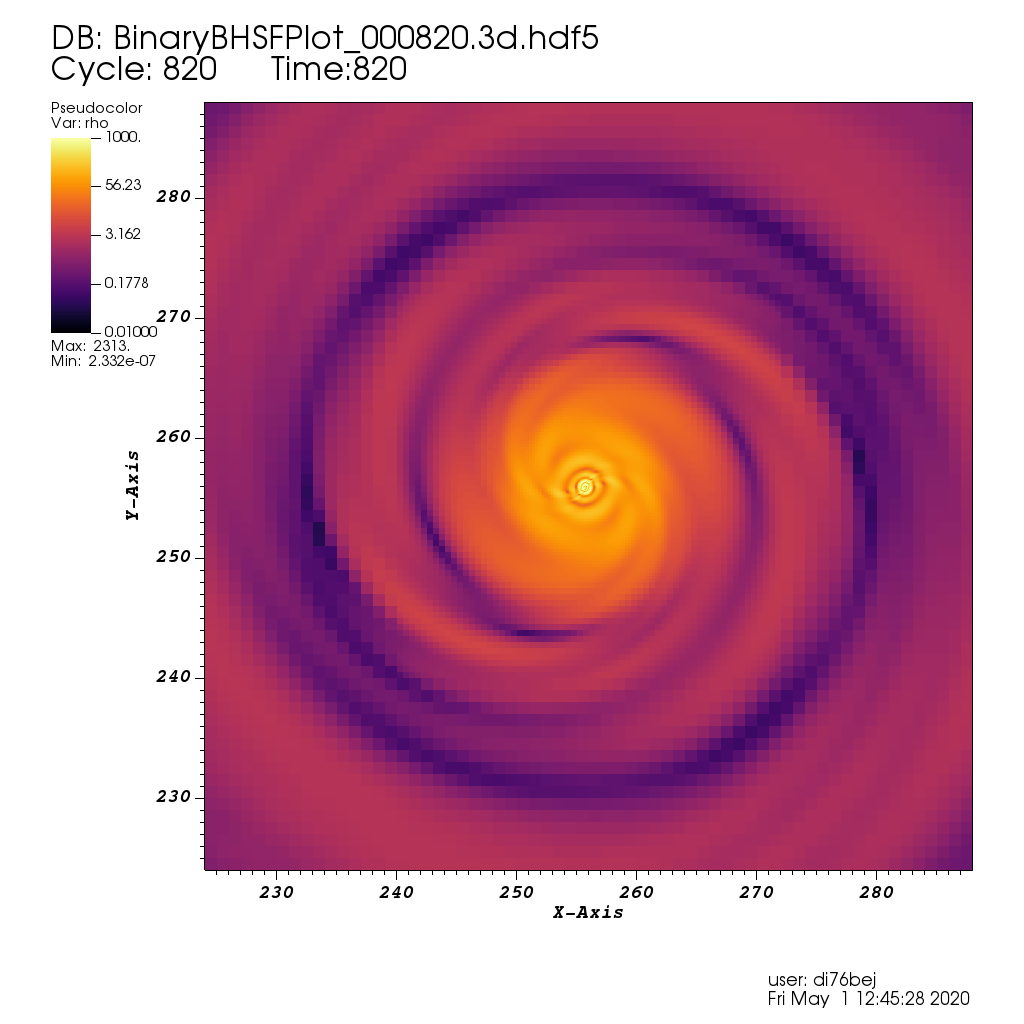 DB: BinaryBHSFPlot_000820.3d.hdf5
Cycle: 820 Time:820
Pseudocolor
Var: rho
1000.
56.23
3.162
0.1778
0.01000
Max: 2313.
Min: 2.332e-07
280
270
260
250
240
230
Y-Axis
230 240 250 260 270 280
X-Axis
user: di76bej
Fri May 1 12:45:28 2020